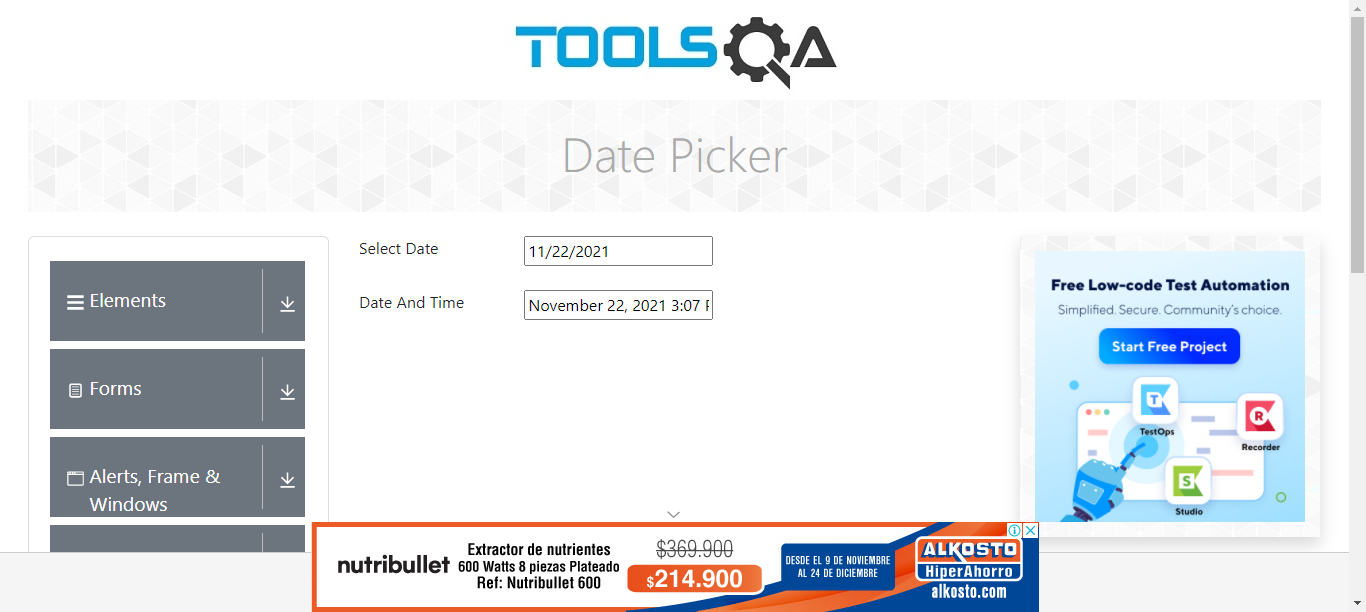 TOOLSQA
Date Picker
Elements
Forms
Alerts, Frame &
Windows
Select Date
11/22/2021
Date And Time
November 22, 2021 3:07 P
Free Low-code Test Automation
Simplified. Secure. Community's choice.
Start Free Project
T
TestOps
R
Recorder
S
Studio
nutribullet
Extractor de nutrientes
600 Watts 8 piezas Plateado
Ref: Nutribullet 600
$369.900
$214.900
DESDE EL 9 DE NOVIEMBRE
AL 24 DE DICIEMBRE
ALKOSTO
HiperAhorro
alkosto.com